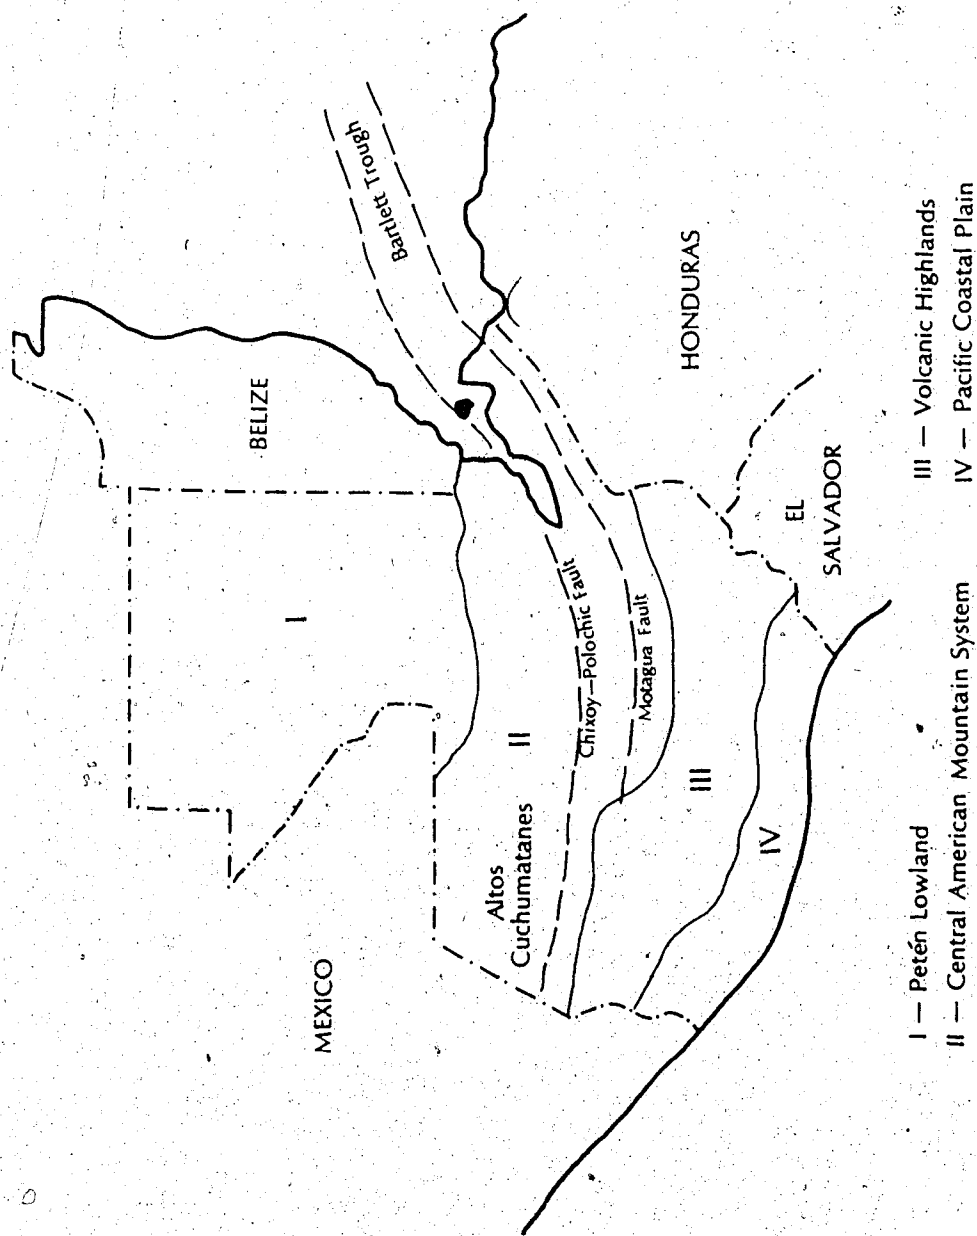 MEXICO
BELIZE
I
Bartlett Trough
Altos
Cuchumatanes
II
Chixoy–Polochic Fault
Motagua Fault
HONDURAS
III
EL
SALVADOR
IV
I — Petén Lowland
II — Central American Mountain System
III — Volcanic Highlands
IV — Pacific Coastal Plain